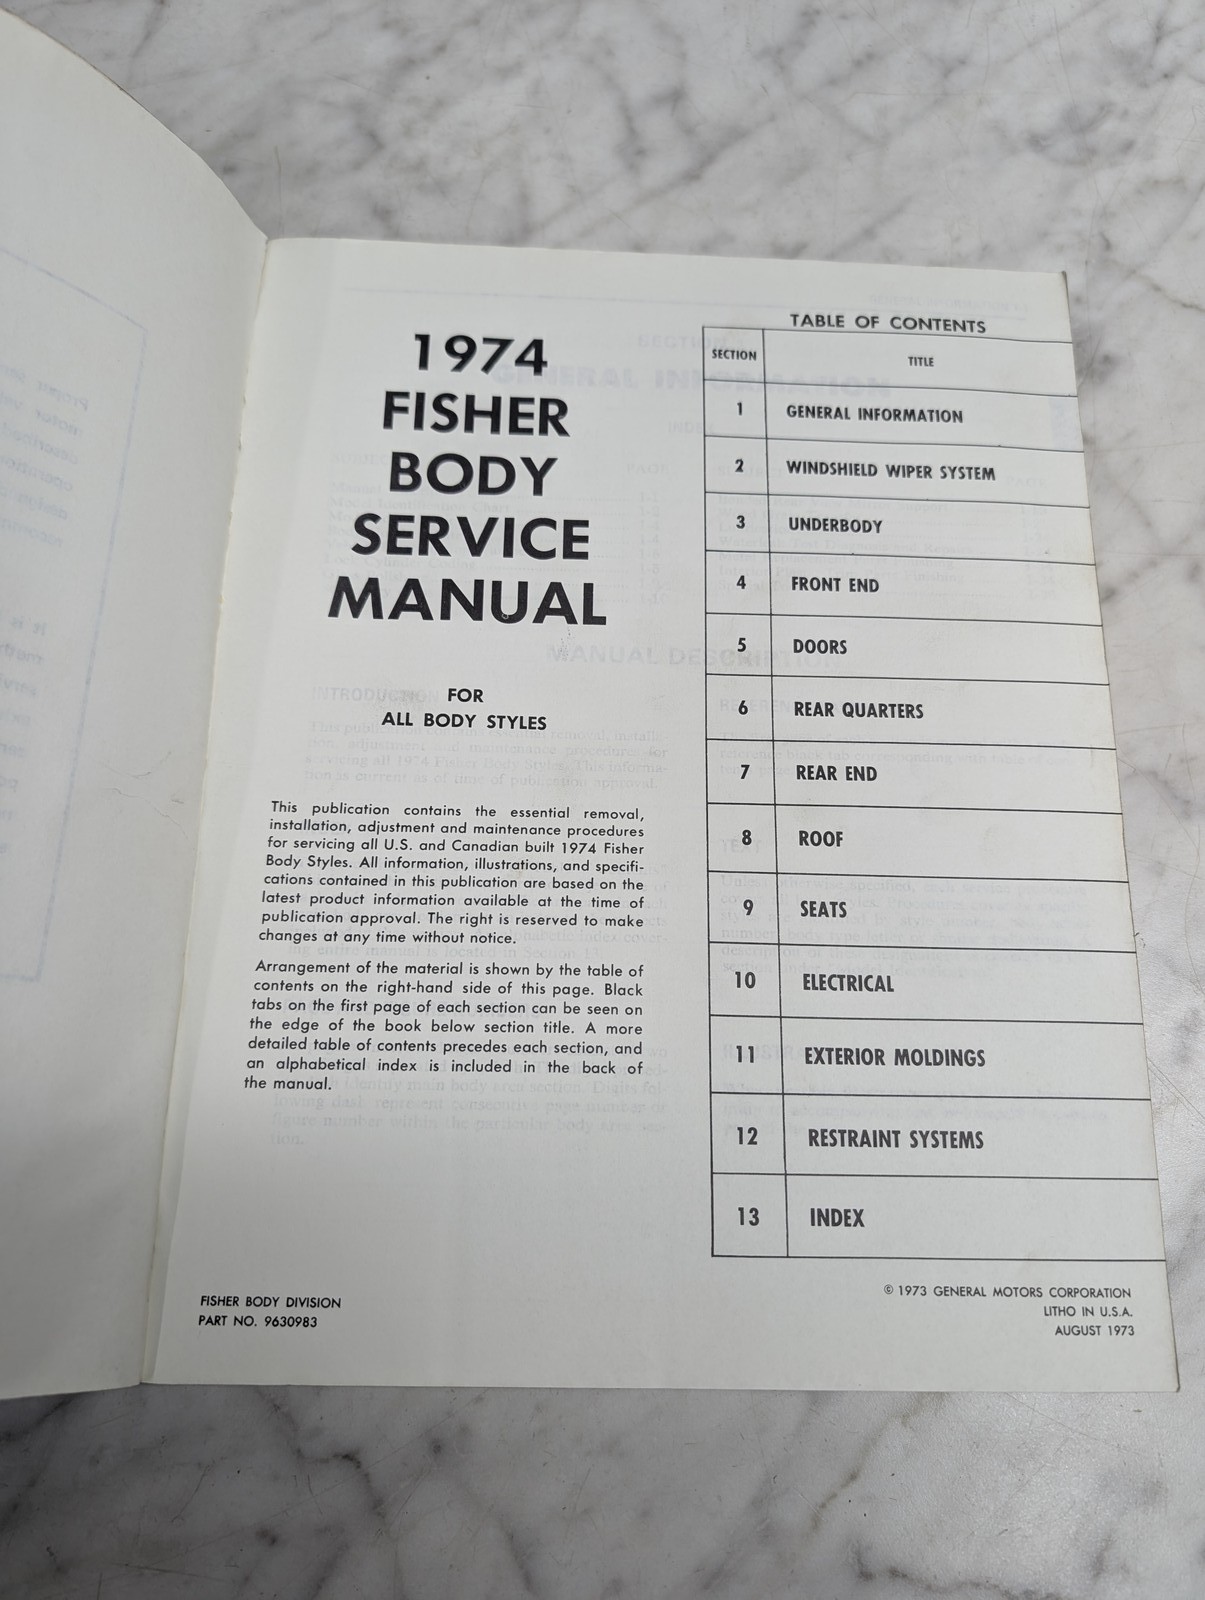 1974
FISHER
BODY
SERVICE
MANUAL
FOR
ALL BODY STYLES
This publication contains the essential removal,
installation, adjustment and maintenance procedures
for servicing all U.S. and Canadian built 1974 Fisher
Body Styles. All information, illustrations, and specifi-
cations contained in this publication are based on the
latest product information available at the time of
publication approval. The right is reserved to make
changes at any time without notice.
Arrangement of the material is shown by the table of
contents on the right-hand side of this page. Black
tabs on the first page of each section can be seen on
the edge of the book below section title. A more
detailed table of contents precedes each section, and
an alphabetical index is included in the back of
the manual.
FISHER BODY DIVISION
PART NO. 9630983
TABLE OF CONTENTS
SECTION TITLE
1 GENERAL INFORMATION
2 WINDSHIELD WIPER SYSTEM
3 UNDERBODY
4 FRONT END
5 DOORS
6 REAR QUARTERS
7 REAR END
8 ROOF
9 SEATS
10 ELECTRICAL
11 EXTERIOR MOLDINGS
12 RESTRAINT SYSTEMS
13 INDEX
© 1973 GENERAL MOTORS CORPORATION
LITHO IN U.S.A.
AUGUST 1973